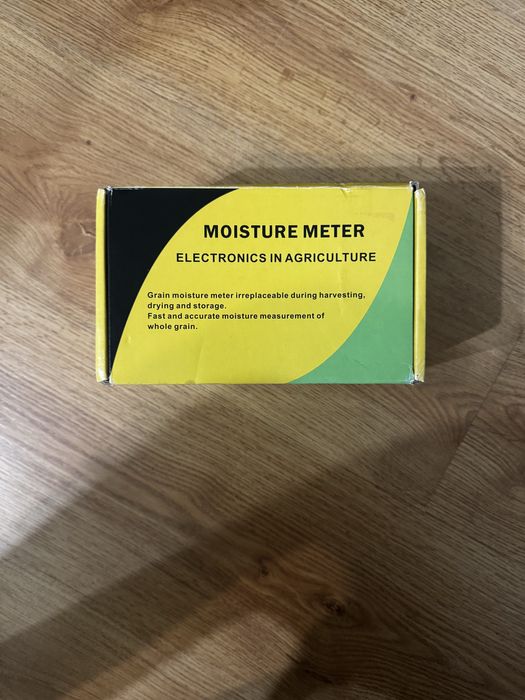 MOISTURE METER
ELECTRONICS IN AGRICULTURE
Grain moisture meter irreplaceable during harvesting,
drying and storage.
Fast and accurate moisture measurement of
whole grain.